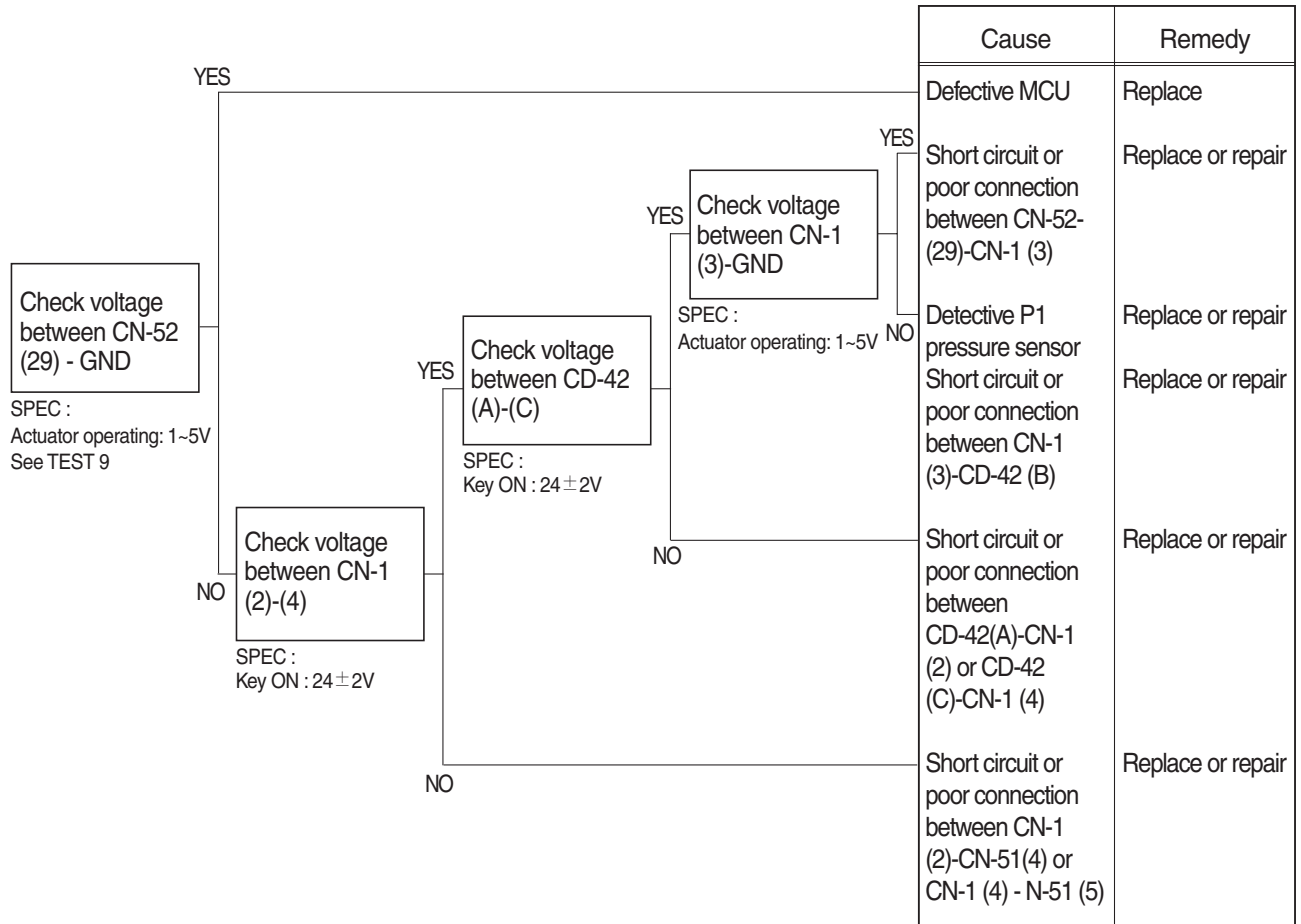 Cause
Remedy
YES
Defective MCU
Replace
YES
Short circuit or
poor connection
between CN-52-
(29)-CN-1 (3)
Replace or repair
YES
Check voltage
between CN-1
(3)-GND
SPEC :
Actuator operating: 1~5V
NO
Detective P1
pressure sensor
Replace or repair
Short circuit or
poor connection
between CN-1
(3)-CD-42 (B)
Replace or repair
Check voltage
between CN-52
(29) - GND
SPEC :
Actuator operating: 1~5V
See TEST 9
YES
Check voltage
between CD-42
(A)-(C)
SPEC :
Key ON : 24±2V
NO
Short circuit or
poor connection
between
CD-42(A)-CN-1
(2) or CD-42
(C)-CN-1 (4)
Replace or repair
NO
Check voltage
between CN-1
(2)-(4)
SPEC :
Key ON : 24±2V
NO
Short circuit or
poor connection
between CN-1
(2)-CN-51(4) or
CN-1 (4) - N-51 (5)
Replace or repair